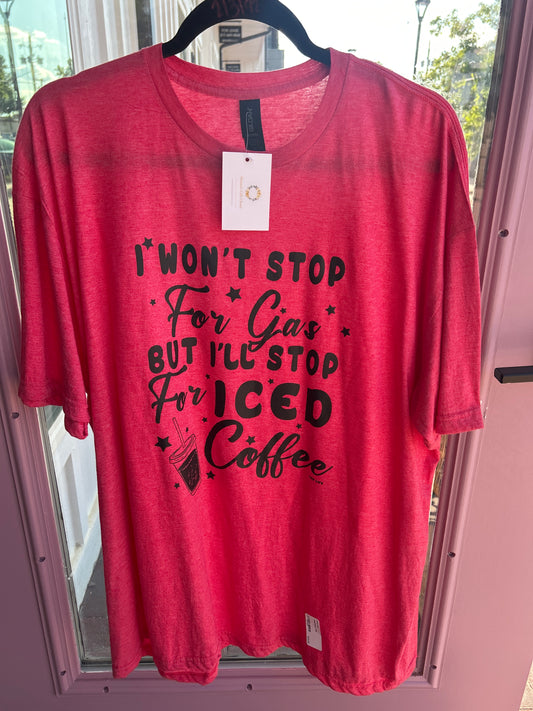 I WON'T STOP
For Gas
BUT I'LL STOP
For ICED
Coffee